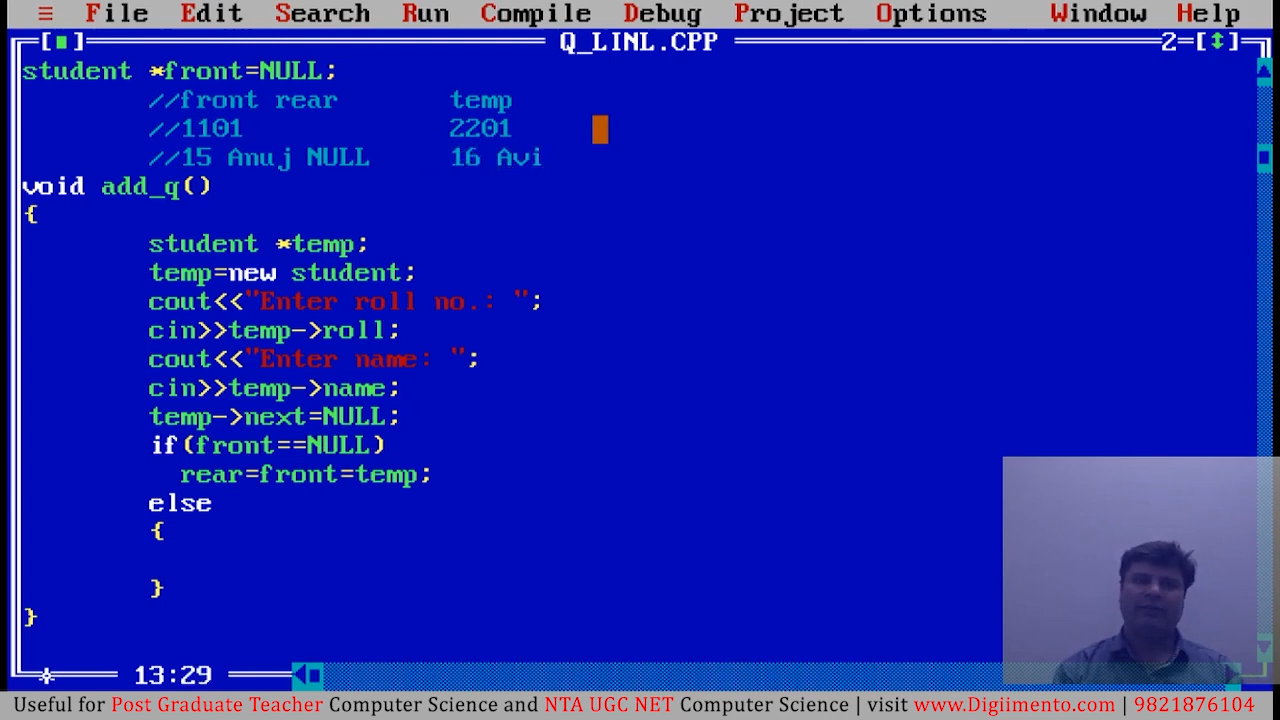 ≡ File Edit Search Run Compile Debug Project Options Window Help
[■] Q_LINL.CPP 2=[↕]
student *front=NULL;
//front rear temp
//1101 2201
//15 Anuj NULL 16 Avi
void add_q()
{
student *temp;
temp=new student;
cout<<"Enter roll no.: ";
cin>>temp->roll;
cout<<"Enter name: ";
cin>>temp->name;
temp->next=NULL;
if(front==NULL)
rear=front=temp;
else
{
}
}
13:29
Useful for Post Graduate Teacher Computer Science and NTA UGC NET Computer Science | visit www.Digiimento.com | 9821876104